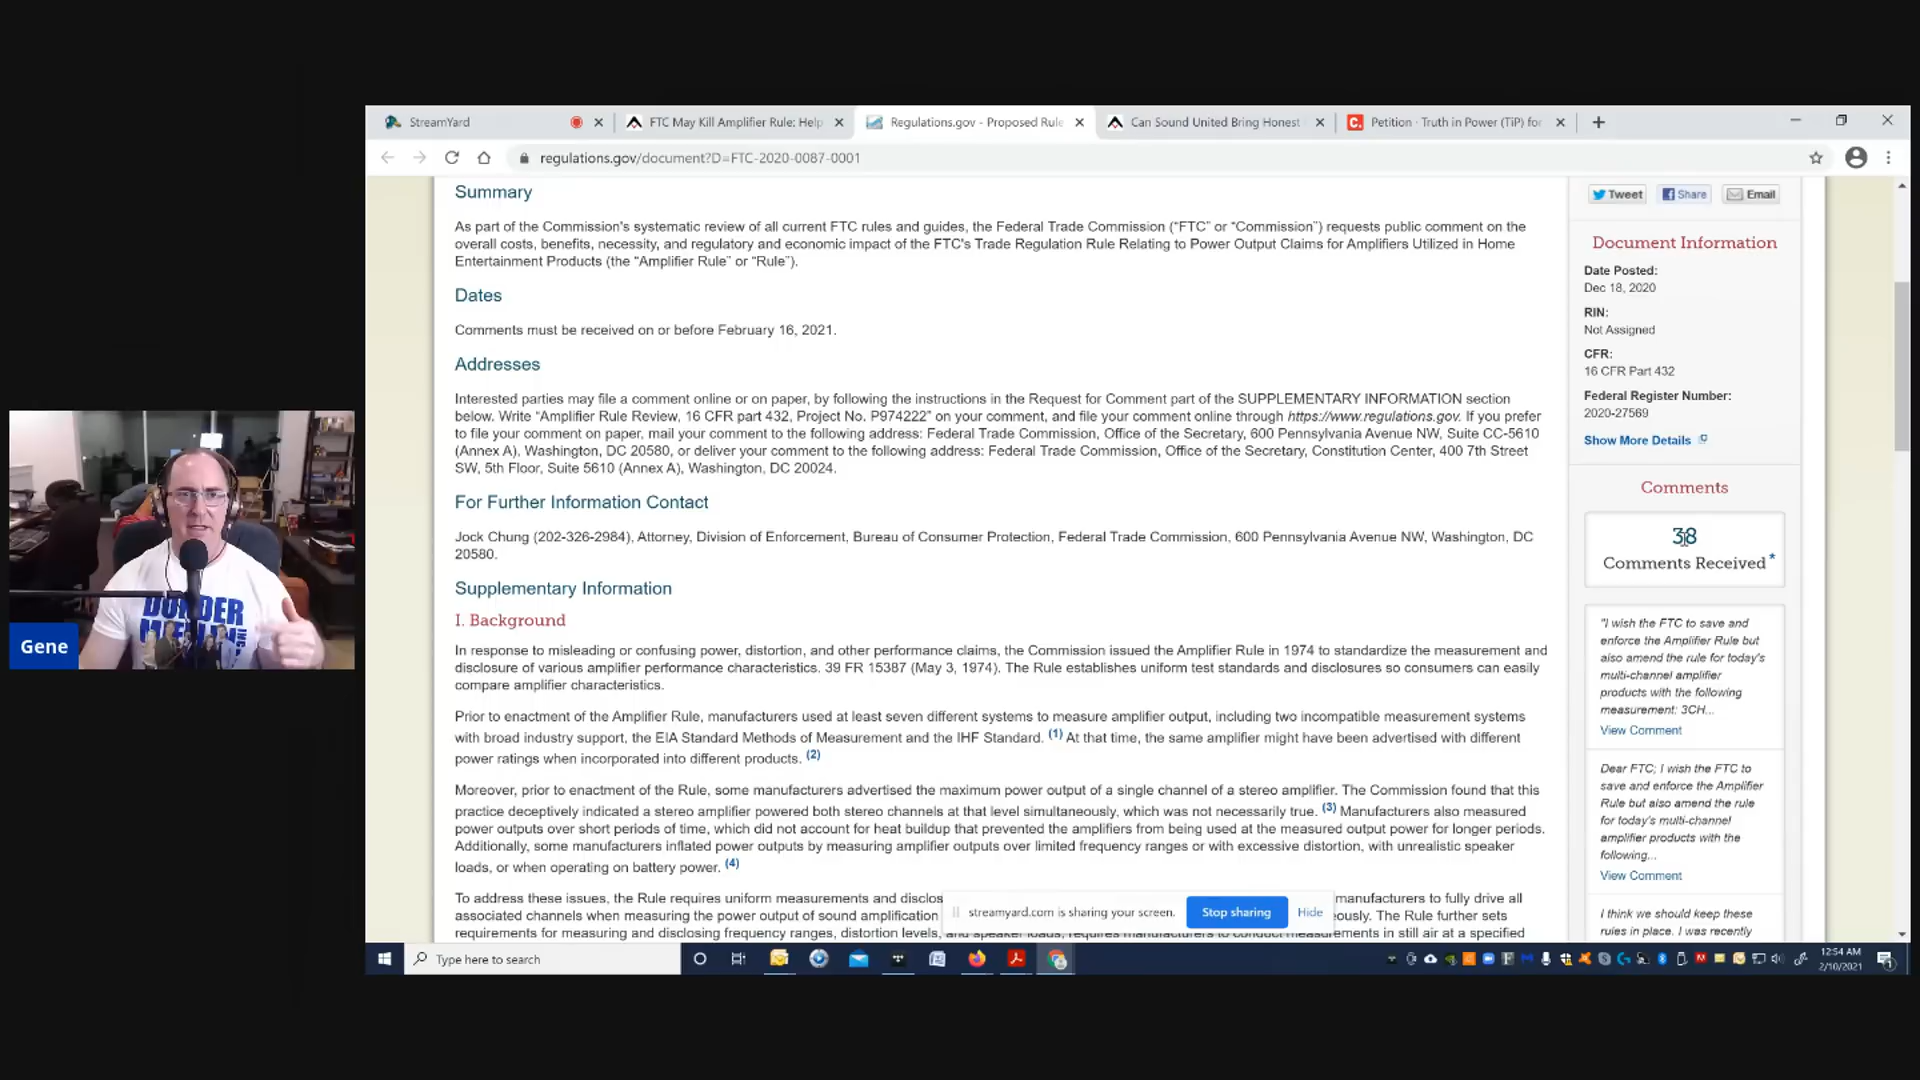 StreamYard
FTC May Kill Amplifier Rule: Help
Regulations.gov - Proposed Rule
Can Sound United Bring Honest
Petition · Truth in Power (TiP) for
regulations.gov/document?D=FTC-2020-0087-0001
Summary
As part of the Commission's systematic review of all current FTC rules and guides, the Federal Trade Commission ("FTC" or "Commission") requests public comment on the
overall costs, benefits, necessity, and regulatory and economic impact of the FTC's Trade Regulation Rule Relating to Power Output Claims for Amplifiers Utilized in Home
Entertainment Products (the "Amplifier Rule" or "Rule").
Dates
Comments must be received on or before February 16, 2021.
Addresses
Interested parties may file a comment online or on paper, by following the instructions in the Request for Comment part of the SUPPLEMENTARY INFORMATION section
below. Write "Amplifier Rule Review, 16 CFR part 432, Project No. P974222" on your comment, and file your comment online through https://www.regulations.gov. If you prefer
to file your comment on paper, mail your comment to the following address: Federal Trade Commission, Office of the Secretary, 600 Pennsylvania Avenue NW, Suite CC-5610
(Annex A), Washington, DC 20580, or deliver your comment to the following address: Federal Trade Commission, Office of the Secretary, Constitution Center, 400 7th Street
SW, 5th Floor, Suite 5610 (Annex A), Washington, DC 20024.
For Further Information Contact
Jock Chung (202-326-2984), Attorney, Division of Enforcement, Bureau of Consumer Protection, Federal Trade Commission, 600 Pennsylvania Avenue NW, Washington, DC
20580.
Supplementary Information
I. Background
In response to misleading or confusing power, distortion, and other performance claims, the Commission issued the Amplifier Rule in 1974 to standardize the measurement and
disclosure of various amplifier performance characteristics. 39 FR 15387 (May 3, 1974). The Rule establishes uniform test standards and disclosures so consumers can easily
compare amplifier characteristics.
Prior to enactment of the Amplifier Rule, manufacturers used at least seven different systems to measure amplifier output, including two incompatible measurement systems
with broad industry support, the EIA Standard Methods of Measurement and the IHF Standard. (1) At that time, the same amplifier might have been advertised with different
power ratings when incorporated into different products. (2)
Moreover, prior to enactment of the Rule, some manufacturers advertised the maximum power output of a single channel of a stereo amplifier. The Commission found that this
practice deceptively indicated a stereo amplifier powered both stereo channels at that level simultaneously, which was not necessarily true. (3) Manufacturers also measured
power outputs over short periods of time, which did not account for heat buildup that prevented the amplifiers from being used at the measured output power for longer periods.
Additionally, some manufacturers inflated power outputs by measuring amplifier outputs over limited frequency ranges or with excessive distortion, with unrealistic speaker
loads, or when operating on battery power. (4)
To address these issues, the Rule requires uniform measurements and disclos manufacturers to fully drive all
associated channels when measuring the power output of sound amplification eously. The Rule further sets
requirements for measuring and disclosing frequency ranges, distortion levels, and speaker loads, requires manufacturers to conduct measurements in still air at a specified
streamyard.com is sharing your screen.
Stop sharing
Hide
Tweet
Share
Email
Document Information
Date Posted:
Dec 18, 2020
RIN:
Not Assigned
CFR:
16 CFR Part 432
Federal Register Number:
2020-27569
Show More Details
Comments
38
Comments Received *
"I wish the FTC to save and
enforce the Amplifier Rule but
also amend the rule for today's
multi-channel amplifier
products with the following
measurement: 3CH...
View Comment
Dear FTC; I wish the FTC to
save and enforce the Amplifier
Rule but also amend the rule
for today's multi-channel
amplifier products with the
following...
View Comment
I think we should keep these
rules in place. I was recently
Gene
Type here to search
12:54 AM
2/10/2021